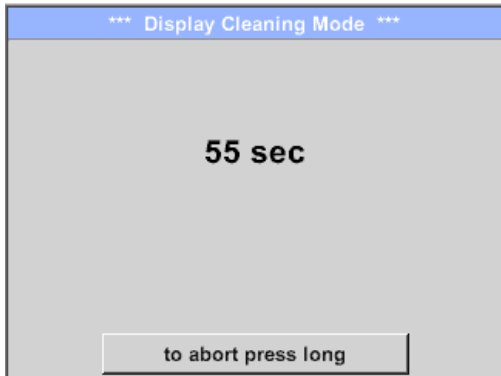 *** Display Cleaning Mode ***
55 sec
to abort press long